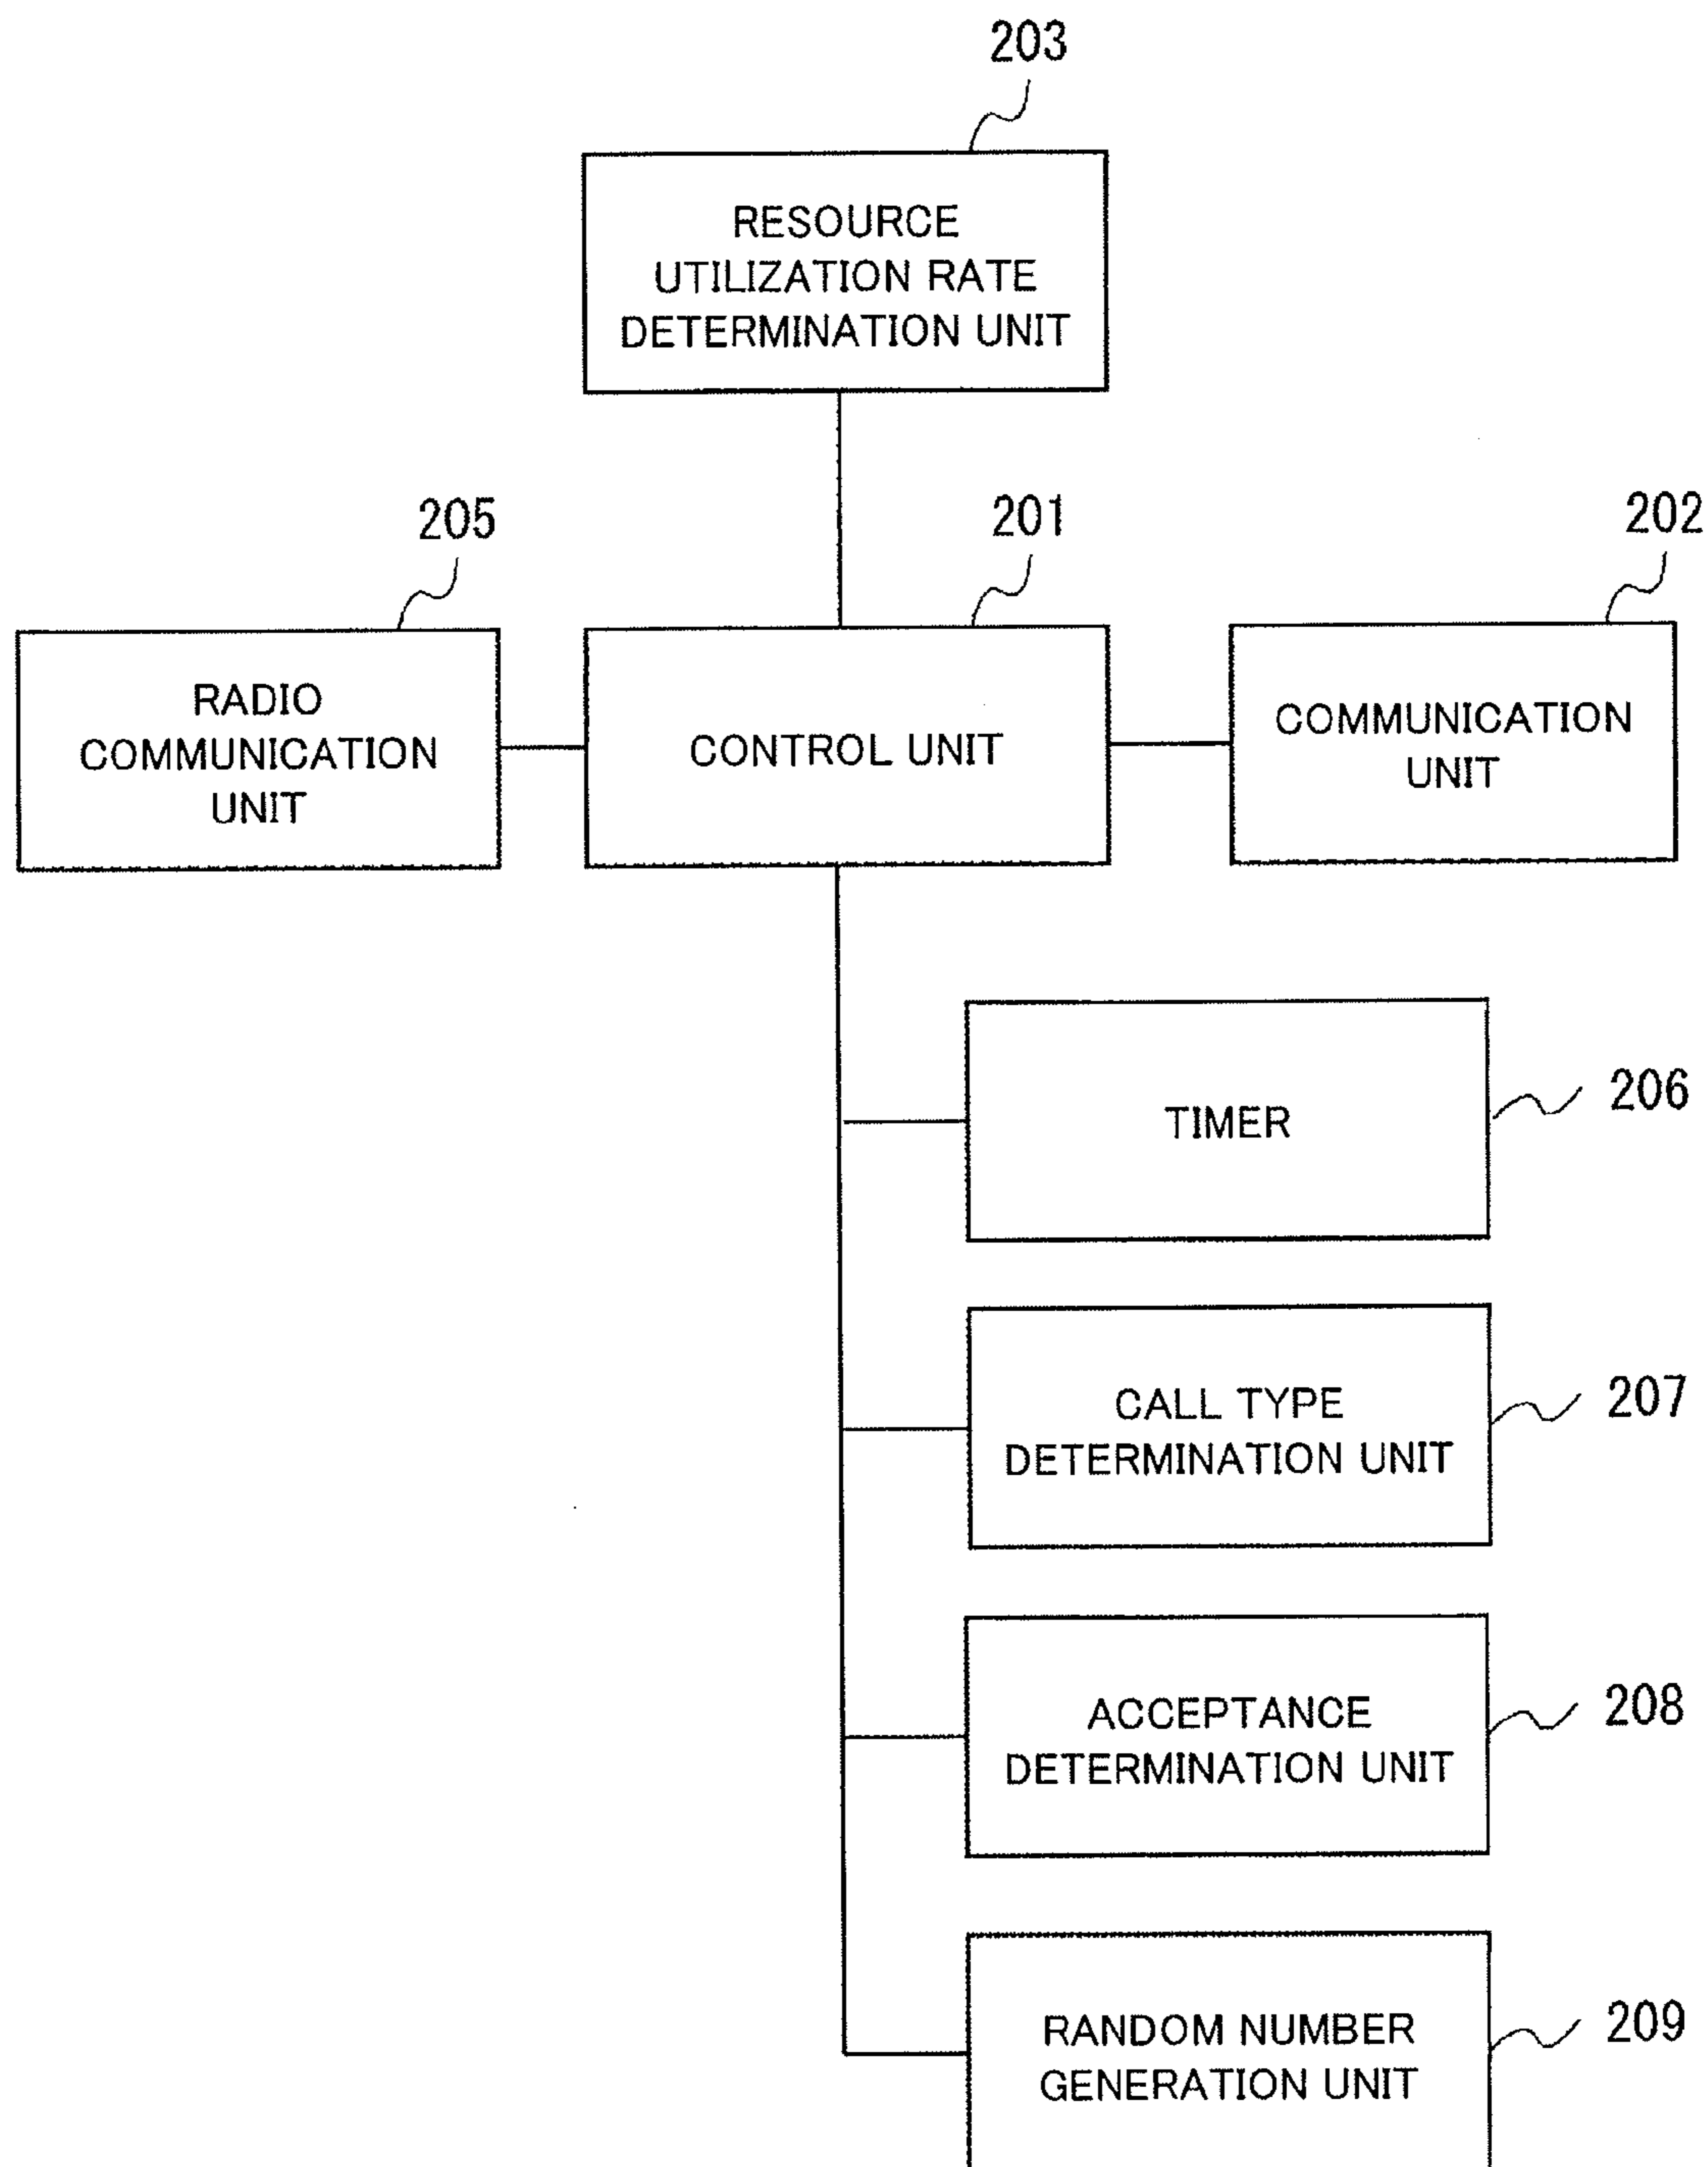 203
RESOURCE
UTILIZATION RATE
DETERMINATION UNIT
205
201
202
RADIO
COMMUNICATION
UNIT
CONTROL UNIT
COMMUNICATION
UNIT
TIMER
206
CALL TYPE
DETERMINATION UNIT
207
ACCEPTANCE
DETERMINATION UNIT
208
RANDOM NUMBER
GENERATION UNIT
209